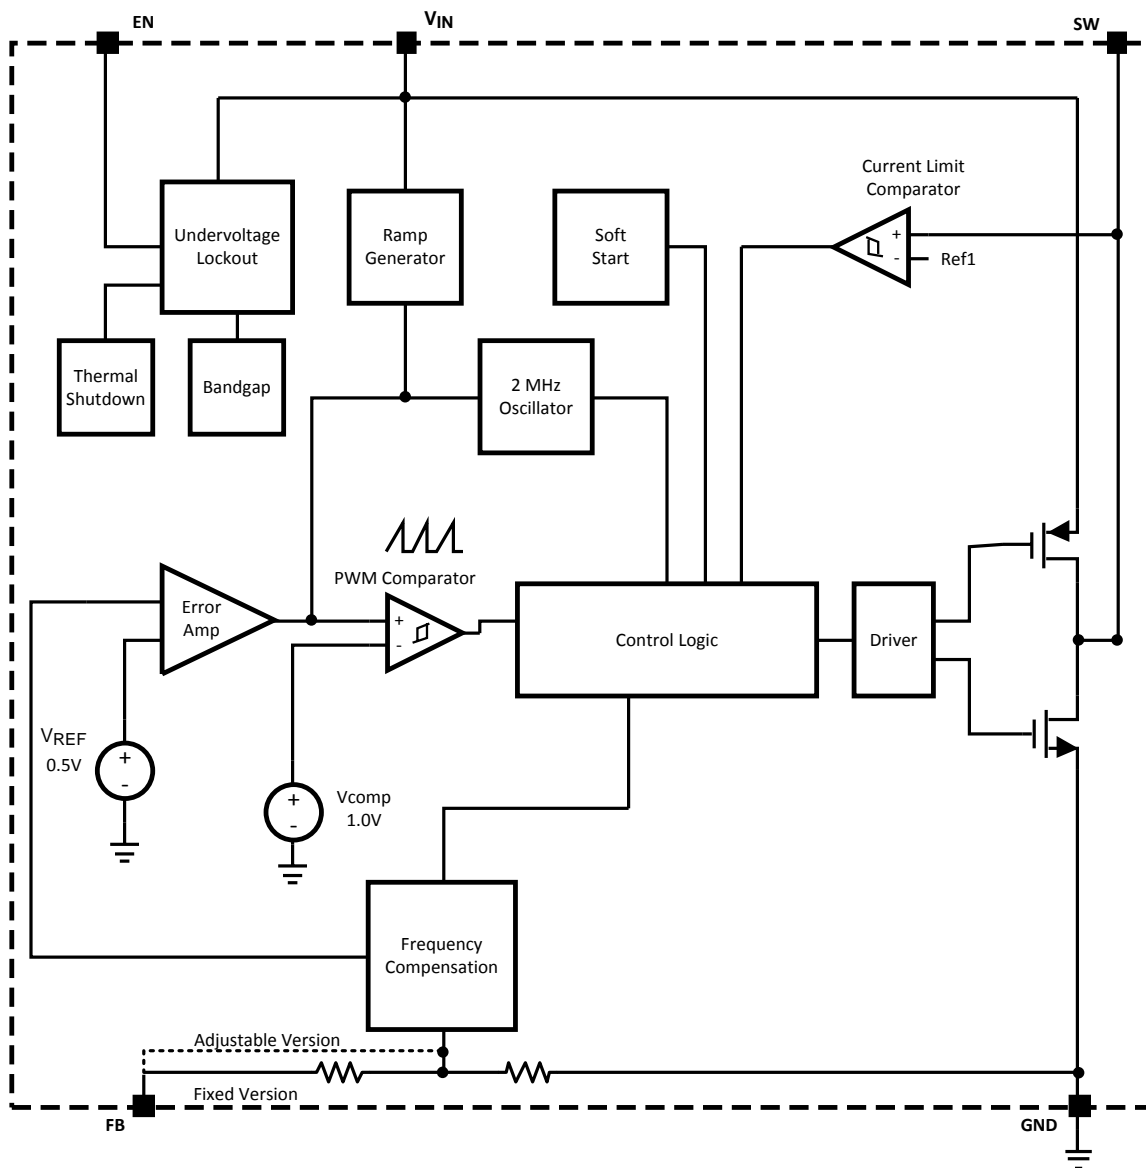 EN
VIN
SW
Current Limit
Comparator
Undervoltage
Lockout
Ramp
Generator
Soft
Start
+
-
Ref1
Thermal
Shutdown
Bandgap
2 MHz
Oscillator
PWM Comparator
Error
Amp
+
-
Control Logic
Driver
VREF
0.5V
+
-
Vcomp
1.0V
+
-
Frequency
Compensation
Adjustable Version
Fixed Version
FB
GND